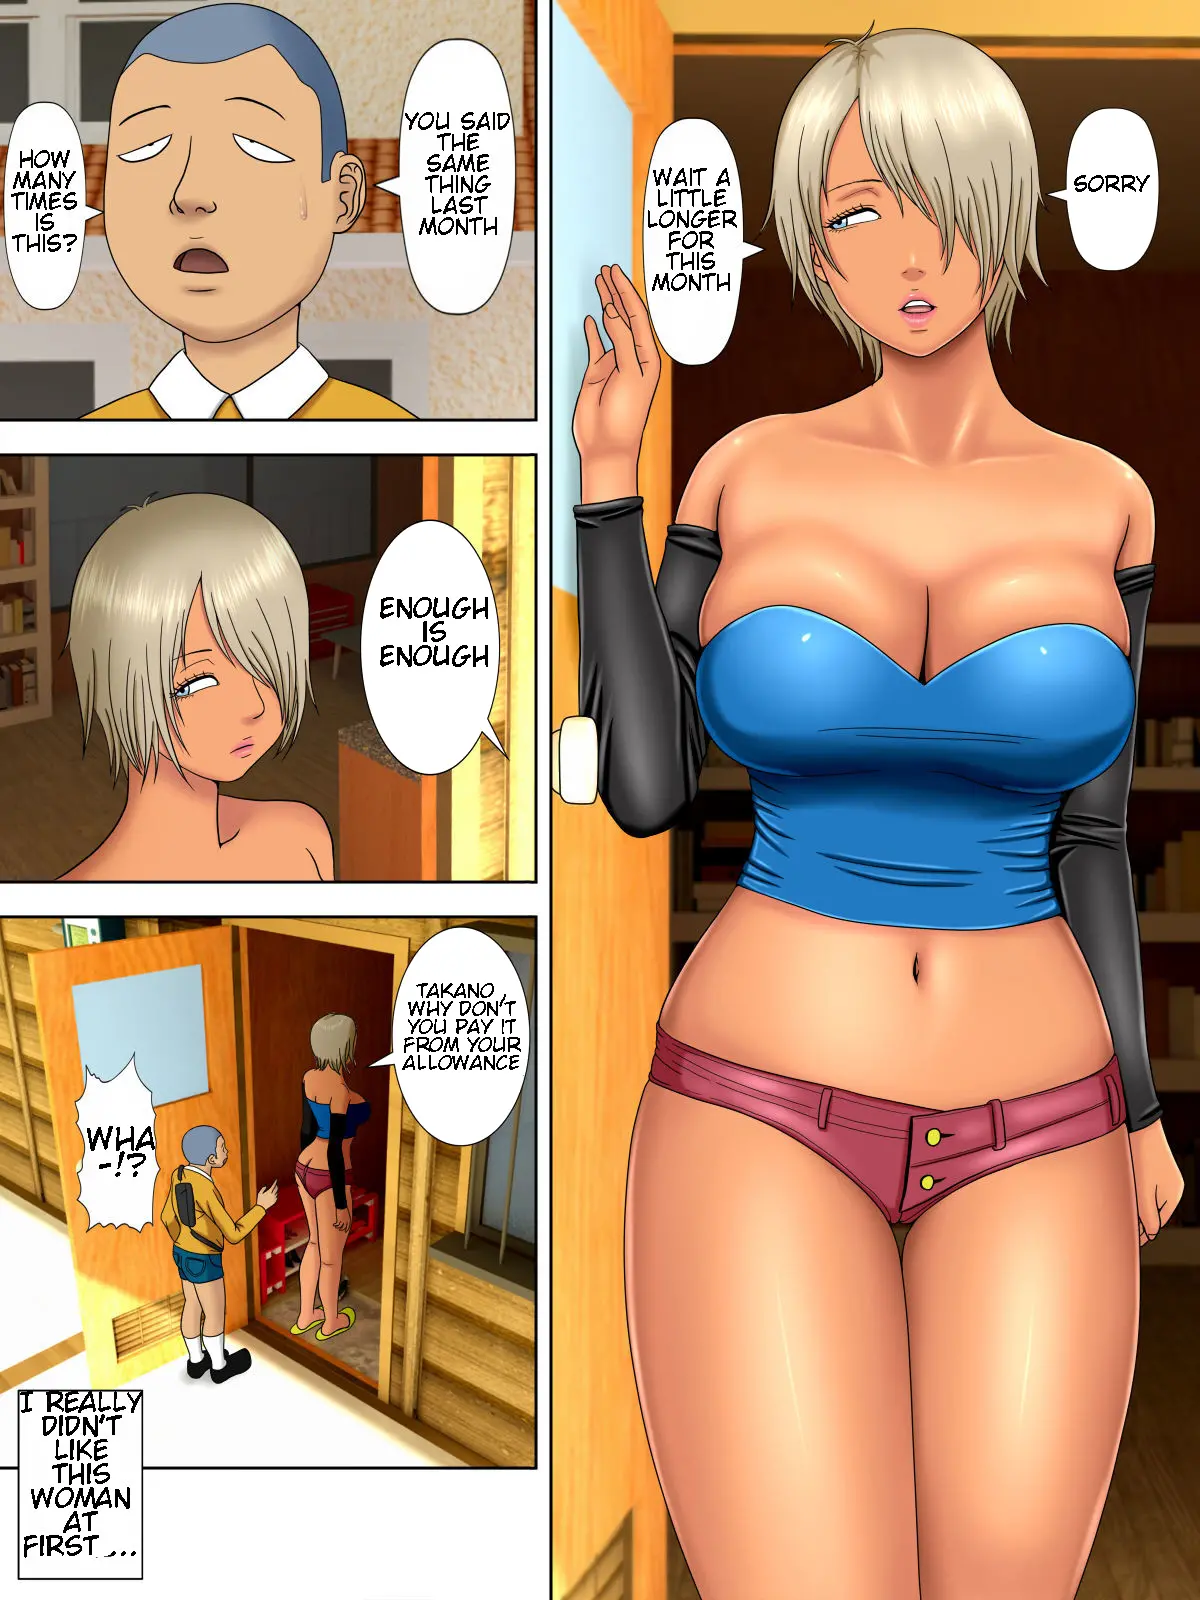 SORRY
WAIT A
LITTLE
LONGER
FOR
THIS
MONTH
YOU SAID
THE
SAME
THING
LAST
MONTH
HOW
MANY
TIMES
IS
THIS?
ENOUGH
IS
ENOUGH
TAKANO,
WHY DON'T
YOU PAY IT
FROM YOUR
ALLOWANCE
WHA
-!?
I REALLY
DIDN'T
LIKE
THIS
WOMAN
AT
FIRST....